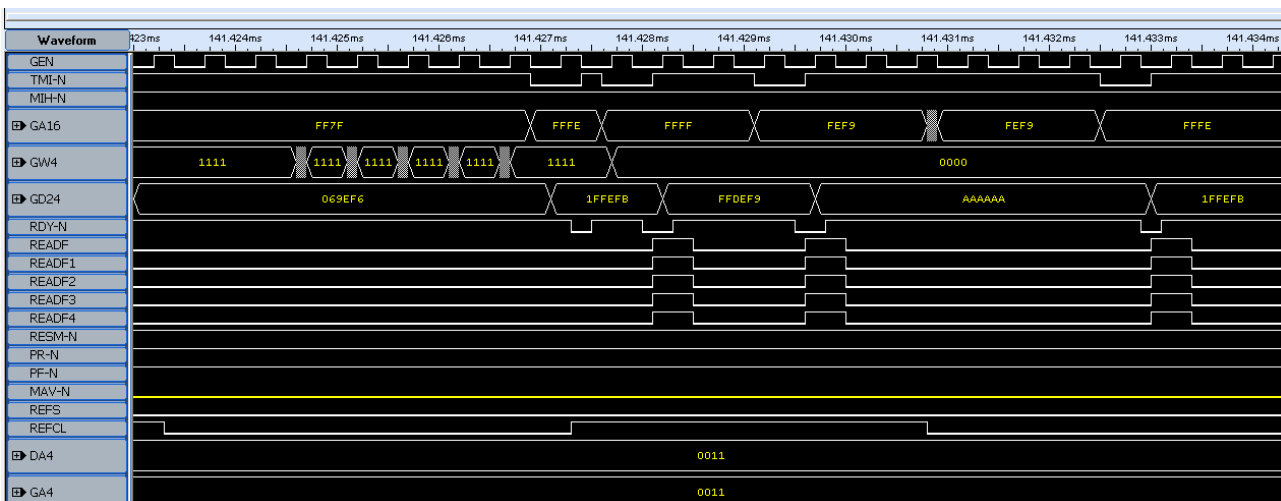 Waveform 423ms 141.424ms 141.425ms 141.426ms 141.427ms 141.428ms 141.429ms 141.430ms 141.431ms 141.432ms 141.433ms 141.434ms
GEN
TMI-N
MIH-N
GA16 FF7F FFFE FFFF FEF9 FEF9 FFFE
GW4 1111 1111 1111 1111 1111 1111 0000
GD24 069EF6 1FFEFB FFDEF9 AAAAAA 1FFEFB
RDY-N
READF
READF1
READF2
READF3
READF4
RESM-N
PR-N
PF-N
MAV-N
REFS
REFCL
DA4 0011
GA4 0011